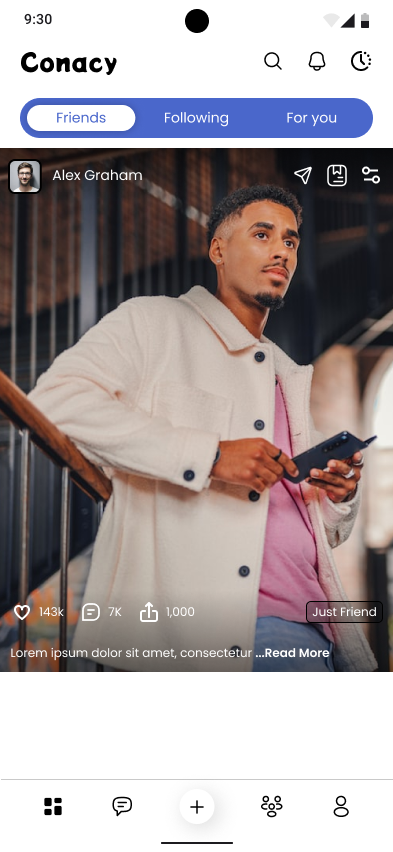 9:30
Conacy
Friends Following For you
Alex Graham
143k 7K 1,000 Just Friend
Lorem ipsum dolor sit amet, consectetur ...Read More